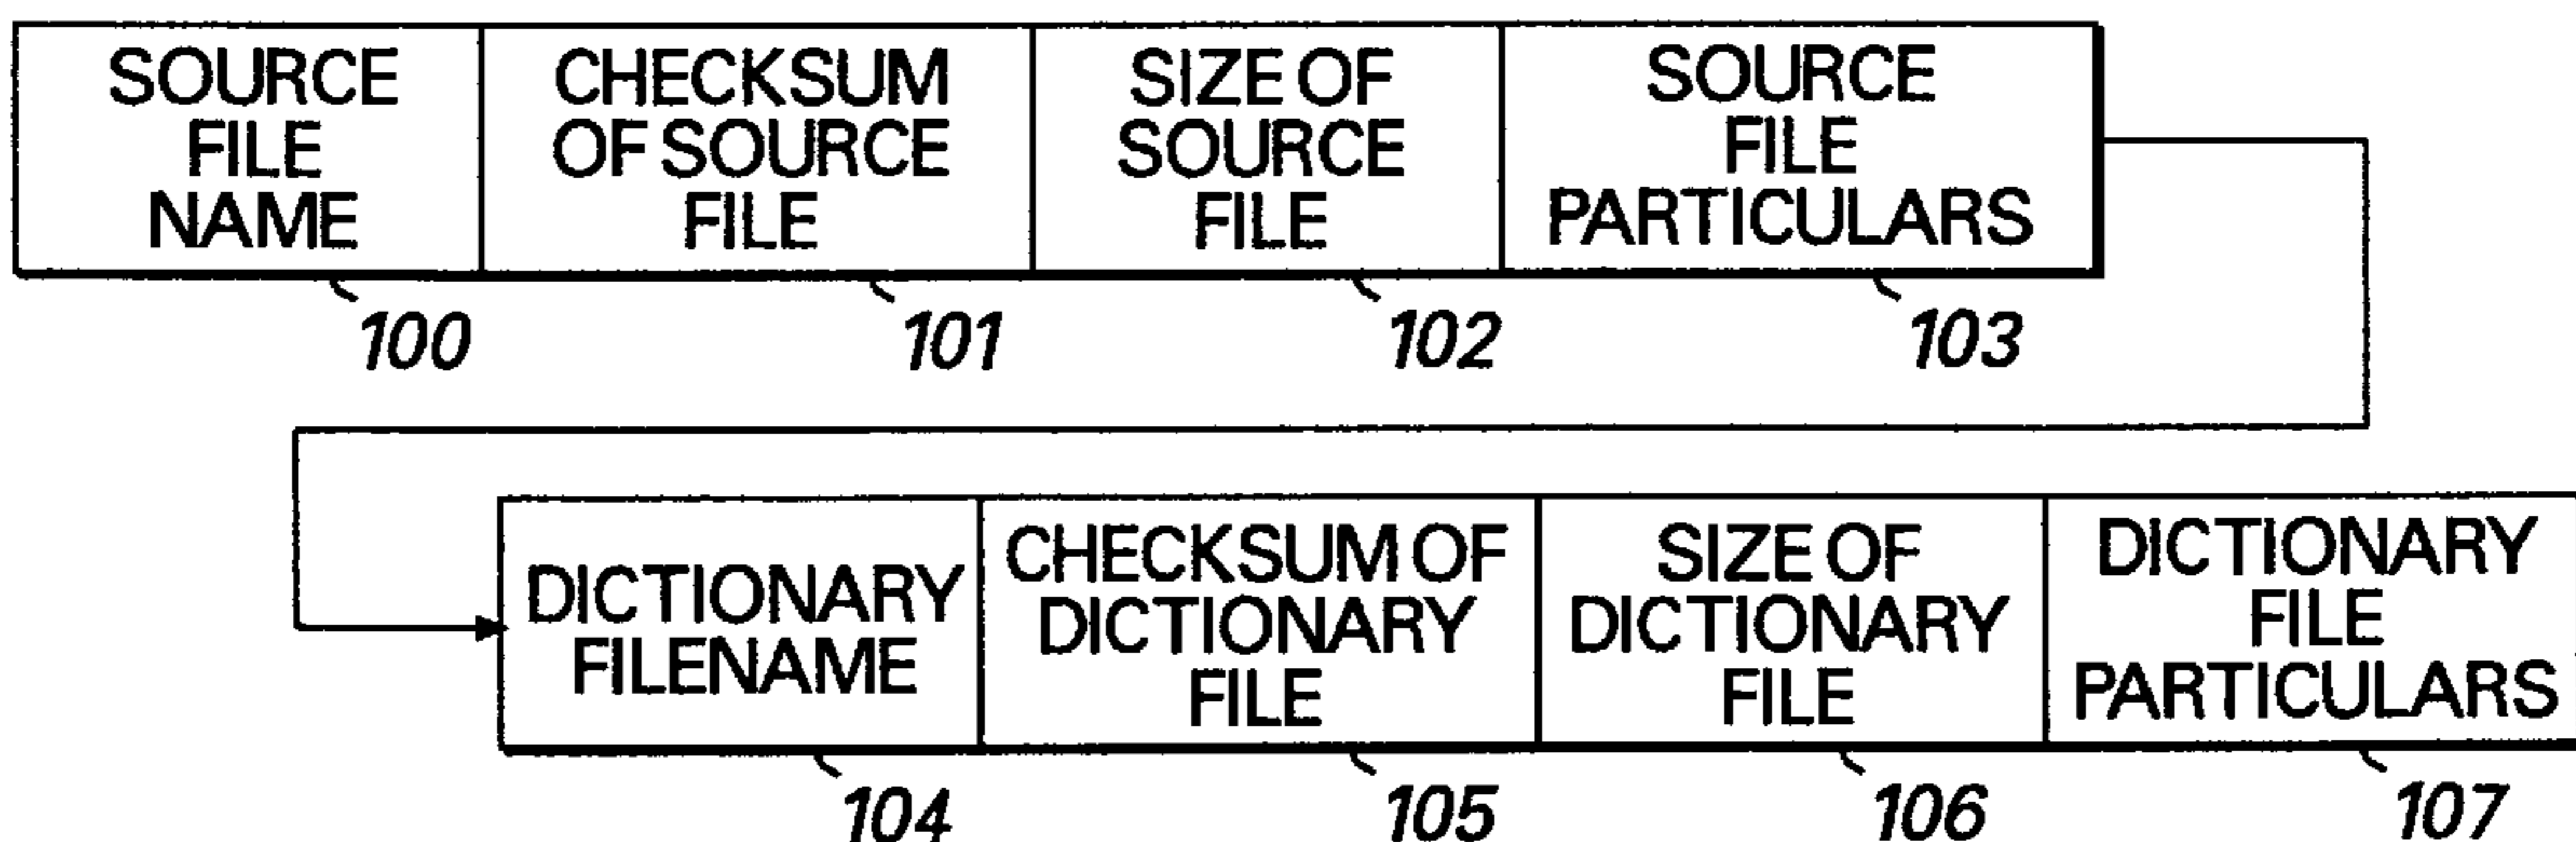 SOURCE
FILE
NAME
CHECKSUM
OF SOURCE
FILE
SIZE OF
SOURCE
FILE
SOURCE
FILE
PARTICULARS
100
101
102
103
DICTIONARY
FILENAME
CHECKSUM OF
DICTIONARY
FILE
SIZE OF
DICTIONARY
FILE
DICTIONARY
FILE
PARTICULARS
104
105
106
107